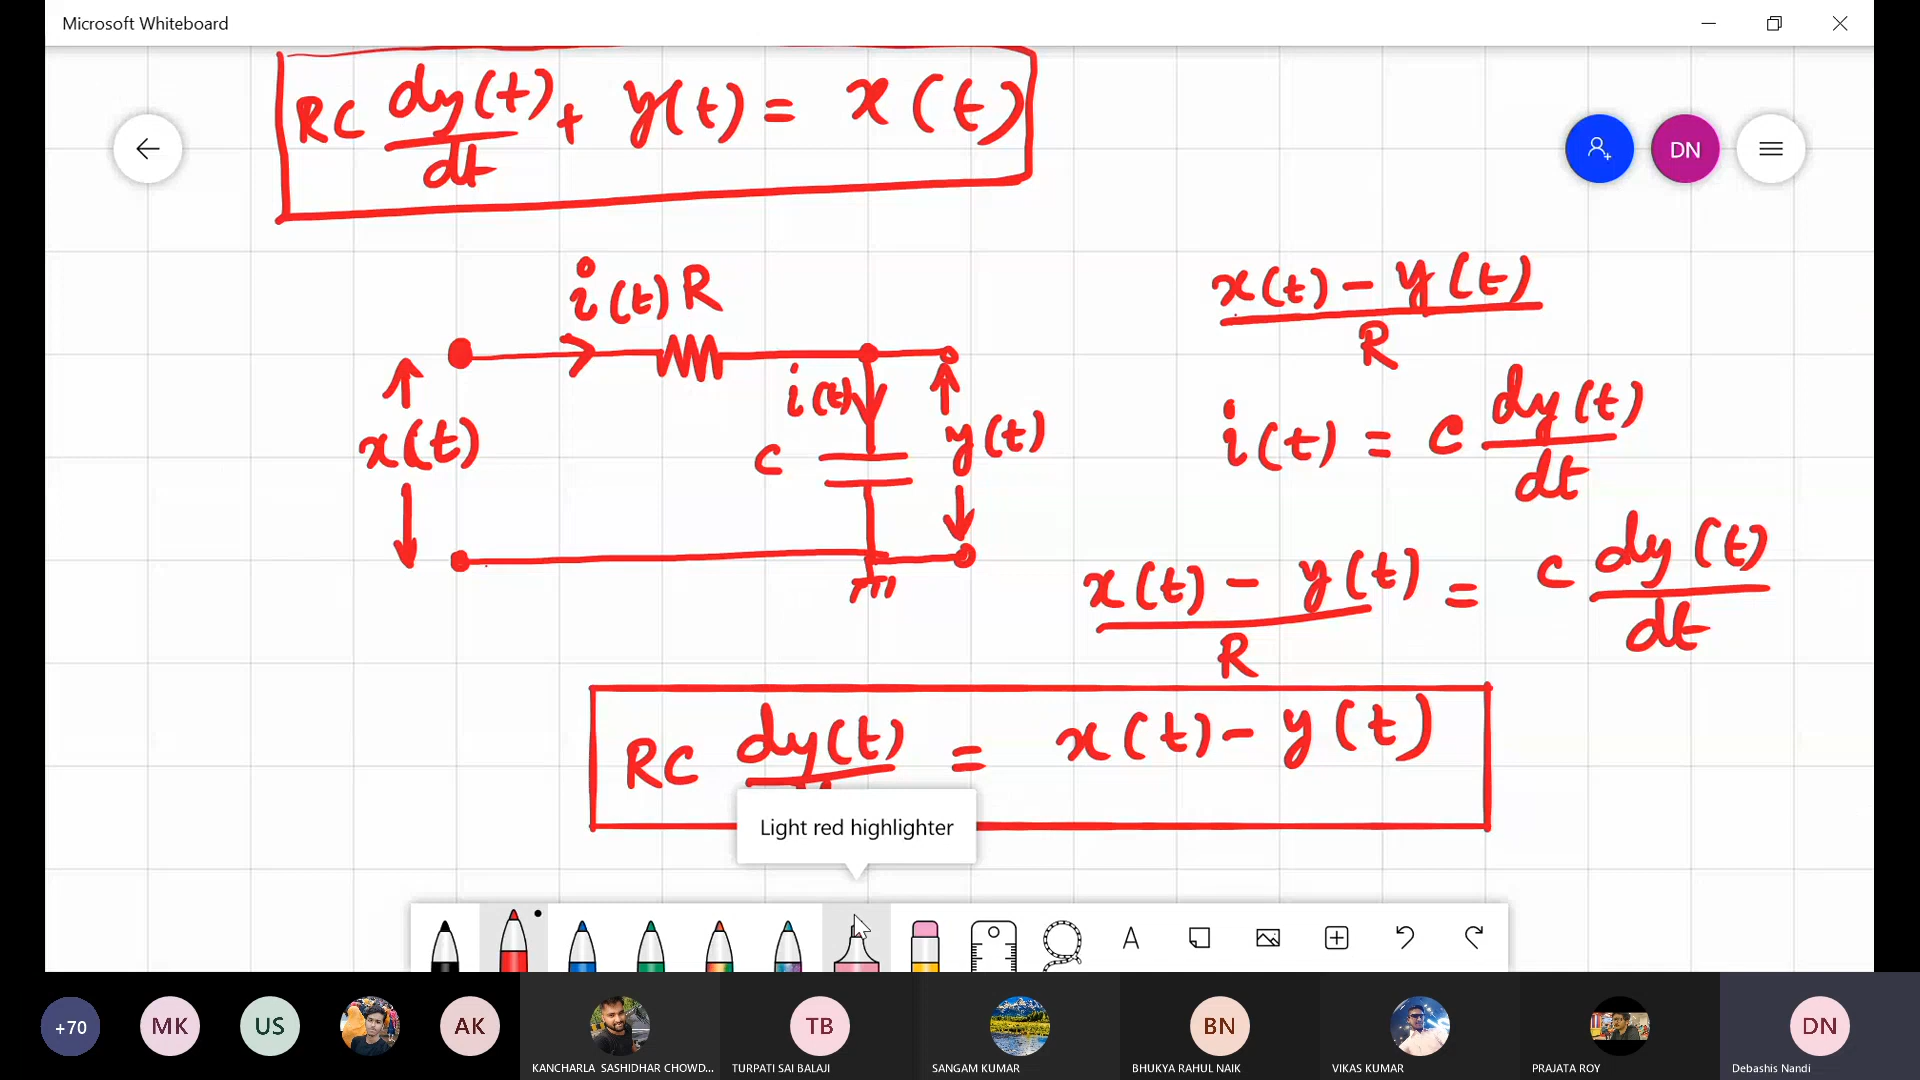 Microsoft Whiteboard
RC dy(t)/dt + y(t) = x(t)
DN
i(t) R
x(t) - y(t)
R
i(t)
x(t)
c
y(t)
i(t) = c dy(t)/dt
x(t) - y(t)/R = c dy(t)/dt
RC dy(t) = x(t) - y(t)
Light red highlighter
A
+70
MK
US
AK
TB
BN
DN
KANCHARLA SASIDHAR CHOWD...
TURPATI SAI BALAJI
SANGAM KUMAR
BHUKYA RAHUL NAIK
VIKAS KUMAR
PRAJATA ROY
Debashis Nandi